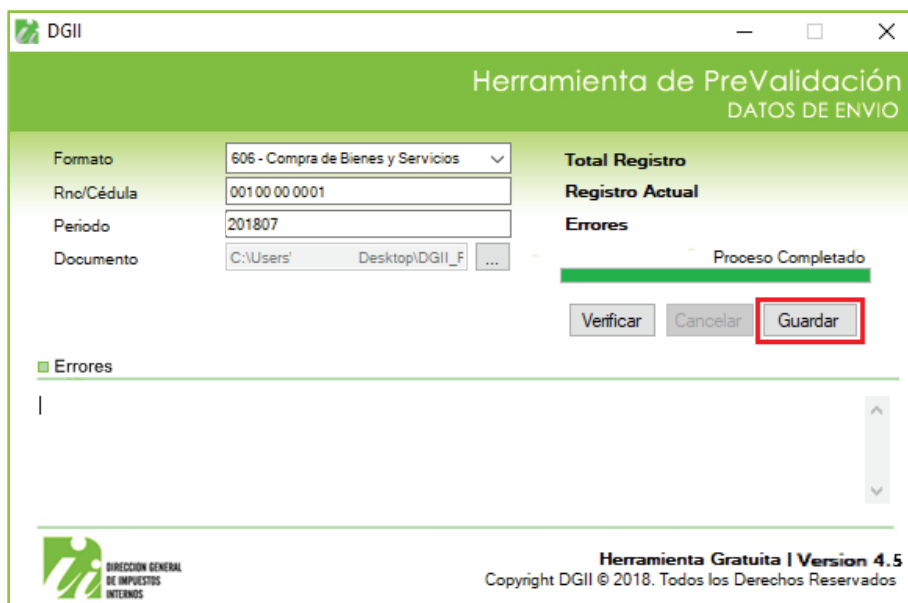 DGII
Herramienta de PreValidación
DATOS DE ENVIO
Formato
606 - Compra de Bienes y Servicios
Rnc/Cédula
00100 00 0001
Periodo
201807
Documento
C:\Users' Desktop\DGII_F
...
Total Registro
Registro Actual
Errores
Proceso Completado
Verificar Cancelar Guardar
Errores
DIRECCION GENERAL
DE IMPUESTOS
INTERNOS
Herramienta Gratuita | Version 4.5
Copyright DGII © 2018. Todos los Derechos Reservados